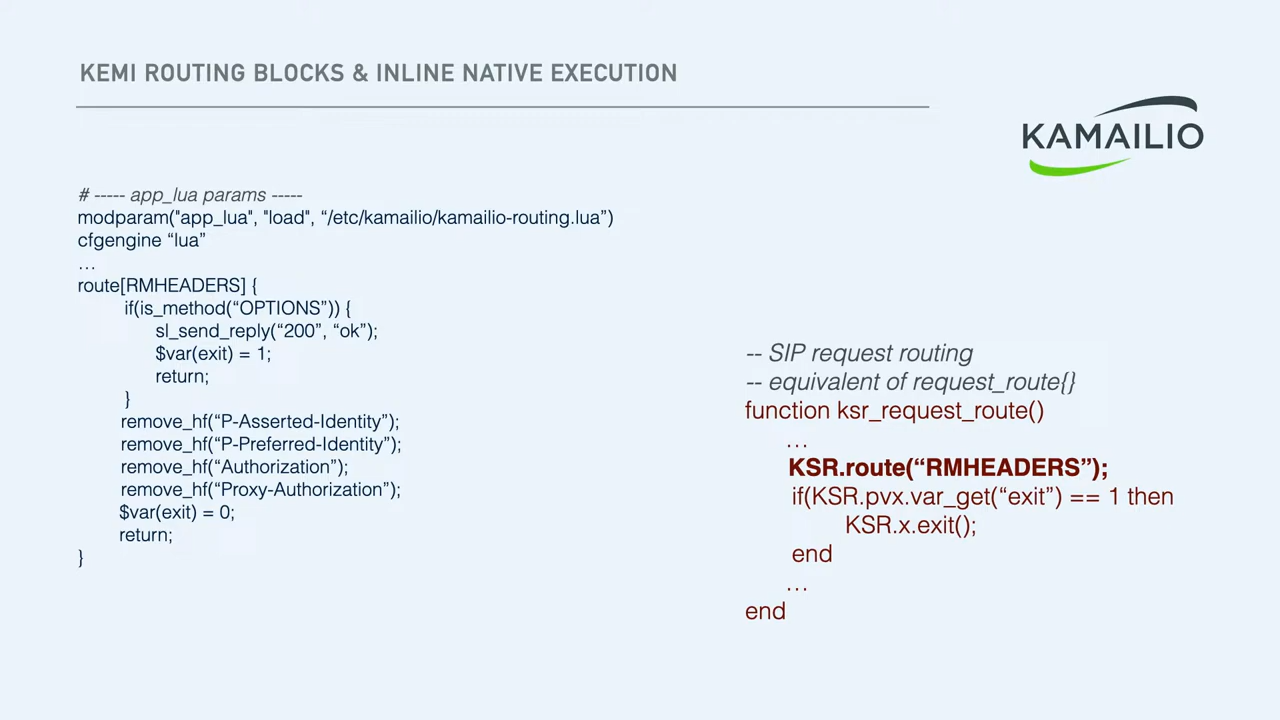 KEMI ROUTING BLOCKS & INLINE NATIVE EXECUTION
KAMAILIO
# ----- app_lua params -----
modparam("app_lua", "load", “/etc/kamailio/kamailio-routing.lua”)
cfgengine “lua”
…
route[RMHEADERS] {
if(is_method(“OPTIONS”)) {
sl_send_reply(“200”, “ok”);
$var(exit) = 1;
return;
}
remove_hf(“P-Asserted-Identity”);
remove_hf(“P-Preferred-Identity”);
remove_hf(“Authorization”);
remove_hf(“Proxy-Authorization”);
$var(exit) = 0;
return;
}
-- SIP request routing
-- equivalent of request_route{}
function ksr_request_route()
…
KSR.route(“RMHEADERS”);
if(KSR.pvx.var_get(“exit”) == 1 then
KSR.x.exit();
end
…
end